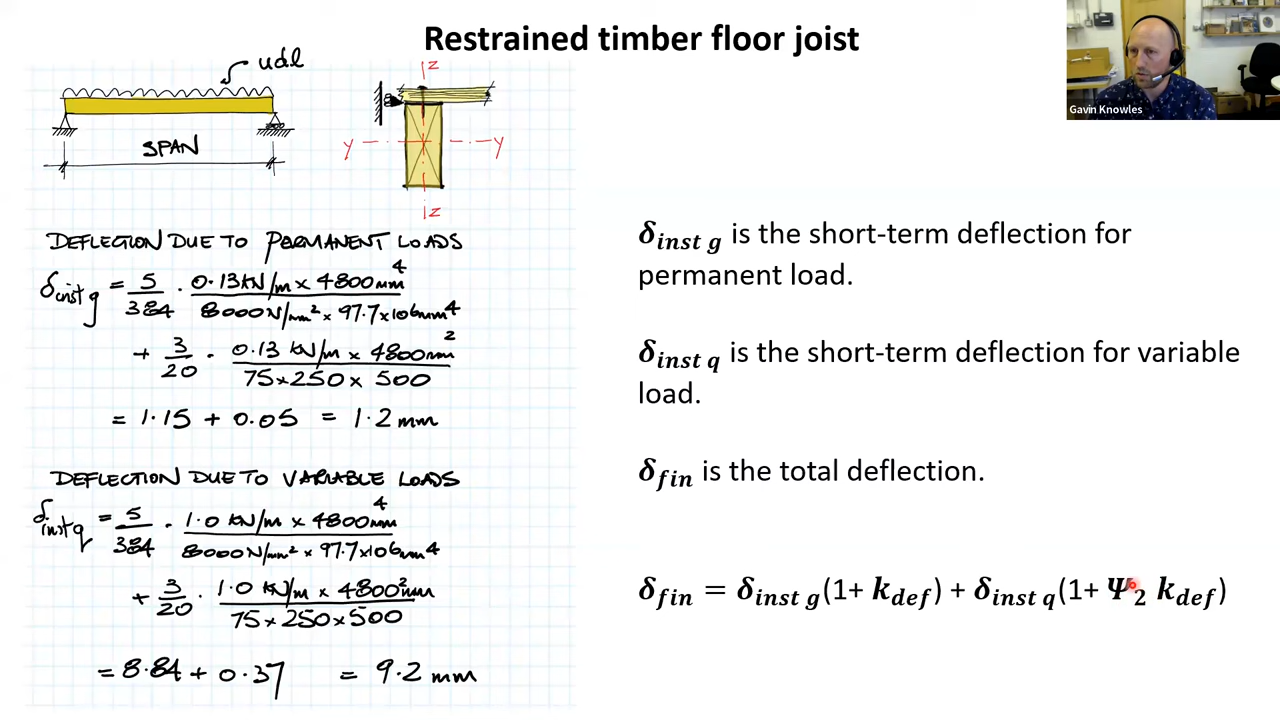 Restrained timber floor joist
Gavin Knowles
udl
SPAN
z
y
y
z
DEFLECTION DUE TO PERMANENT LOADS
δinst g = 5/384 · 0.13kN/m × 4800mm⁴ / 8000N/mm² × 97.7×106mm⁴
+ 3/20 · 0.13 kN/m × 4800mm² / 75×250×500
= 1.15 + 0.05 = 1.2 mm
DEFLECTION DUE TO VARIABLE LOADS
δinst q = 5/384 · 1.0 kN/m × 4800mm⁴ / 8000N/mm² × 97.7×106mm⁴
+ 3/20 · 1.0 kN/m × 4800²mm / 75×250×500
= 8.84 + 0.37 = 9.2 mm
δinst g is the short-term deflection for
permanent load.
δinst q is the short-term deflection for variable
load.
δfin is the total deflection.
δfin = δinst g(1+ kdef) + δinst q(1+ Ψ2 kdef)